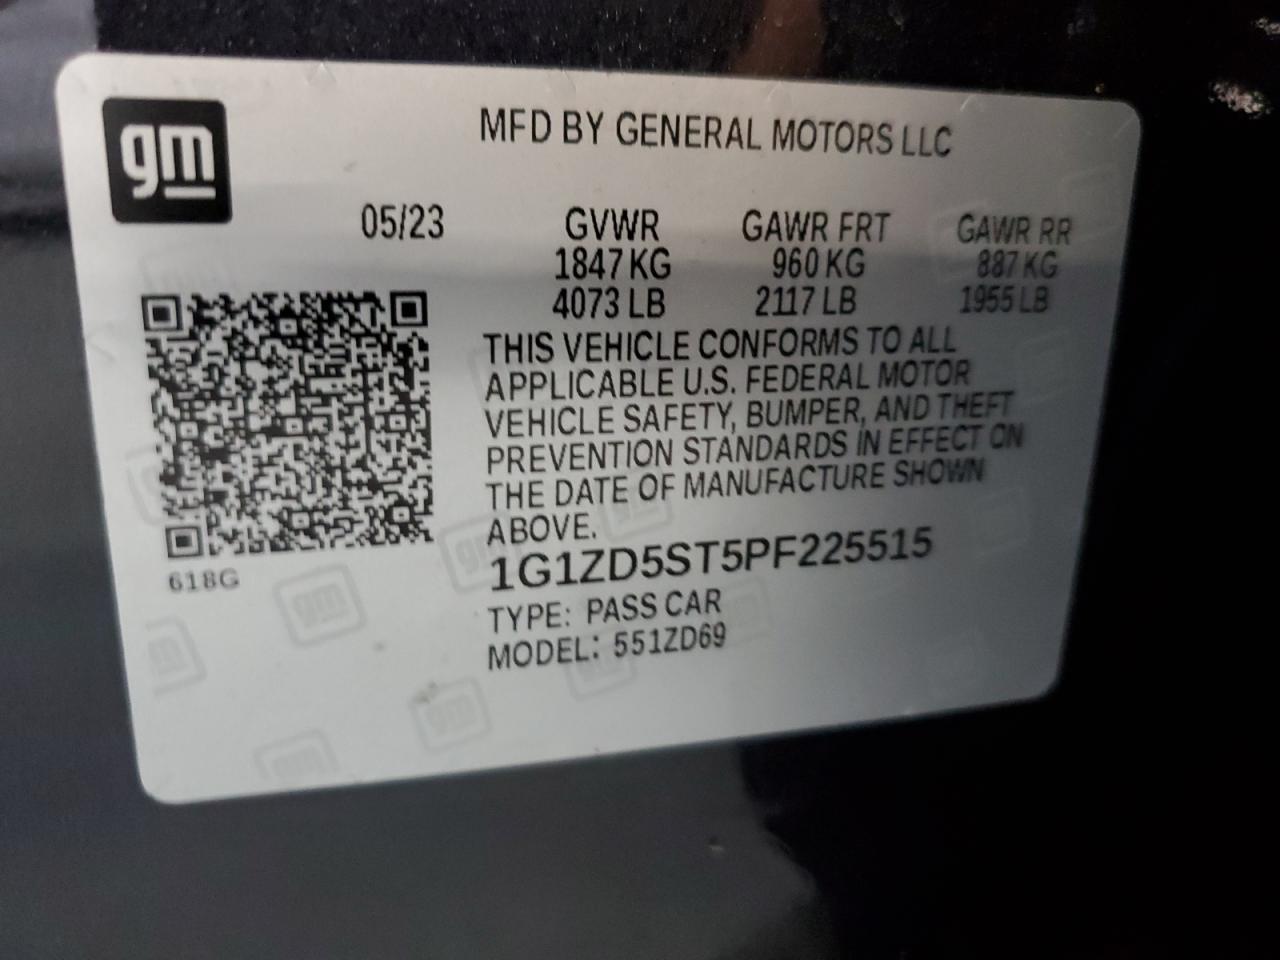 gm
MFD BY GENERAL MOTORS LLC
05/23 GVWR GAWR FRT GAWR RR
1847 KG 960 KG 887 KG
4073 LB 2117 LB 1955 LB
THIS VEHICLE CONFORMS TO ALL
APPLICABLE U.S. FEDERAL MOTOR
VEHICLE SAFETY, BUMPER, AND THEFT
PREVENTION STANDARDS IN EFFECT ON
THE DATE OF MANUFACTURE SHOWN
ABOVE.
1G1ZD5ST5PF225515
618G
TYPE: PASS CAR
MODEL: 551ZD69